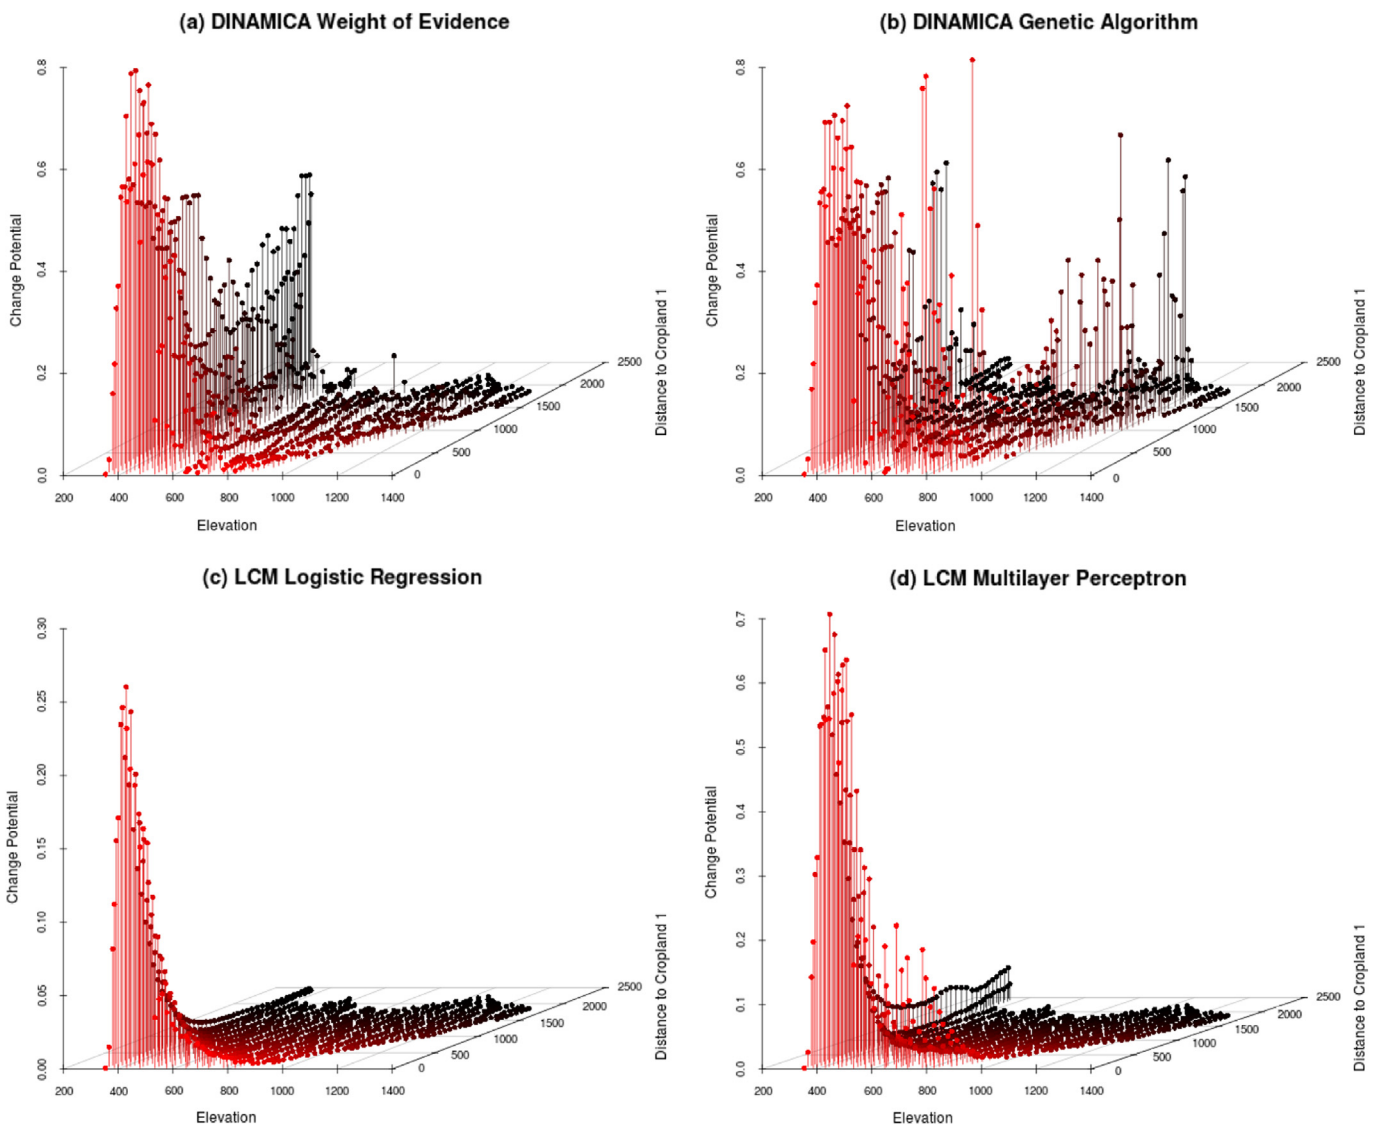 (a) DINAMICA Weight of Evidence
0.8
0.6
0.4
0.2
0.0
Change Potential
200 400 600 800 1000 1200 1400
Elevation
0 500 1000 1500 2000 2500
Distance to Cropland 1
(b) DINAMICA Genetic Algorithm
0.8
0.6
0.4
0.2
0.0
Change Potential
200 400 600 800 1000 1200 1400
Elevation
0 500 1000 1500 2000 2500
Distance to Cropland 1
(c) LCM Logistic Regression
0.30
0.25
0.20
0.15
0.10
0.05
0.00
Change Potential
200 400 600 800 1000 1200 1400
Elevation
0 500 1000 1500 2000 2500
Distance to Cropland 1
(d) LCM Multilayer Perceptron
0.7
0.6
0.5
0.4
0.3
0.2
0.1
0.0
Change Potential
200 400 600 800 1000 1200 1400
Elevation
0 500 1000 1500 2000 2500
Distance to Cropland 1